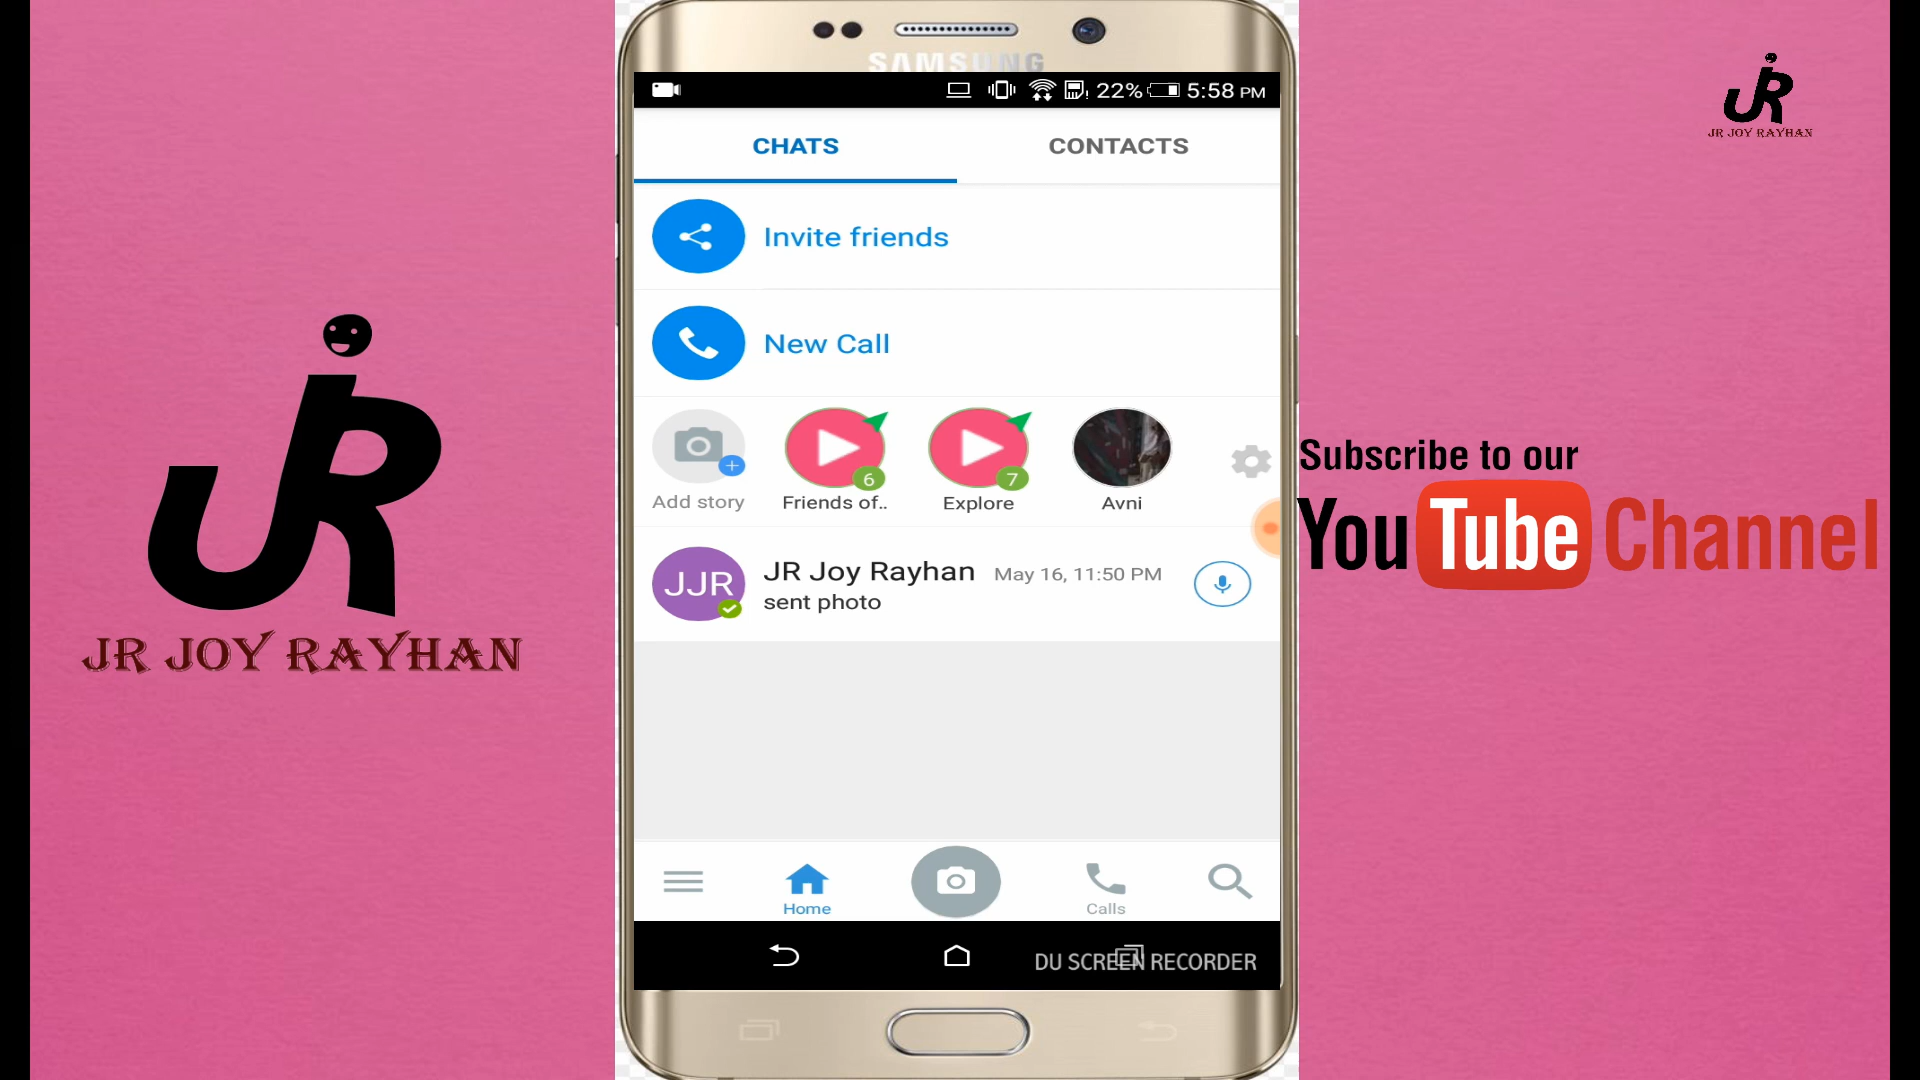 SAMSUNG
22% 5:58 PM
CHATS CONTACTS
Invite friends
New Call
6 7
Add story Friends of.. Explore Avni
JJR JR Joy Rayhan May 16, 11:50 PM
sent photo
Home Calls
DU SCREEN RECORDER
JR
JR JOY RAYHAN
JR
JR JOY RAYHAN
Subscribe to our
YouTube Channel